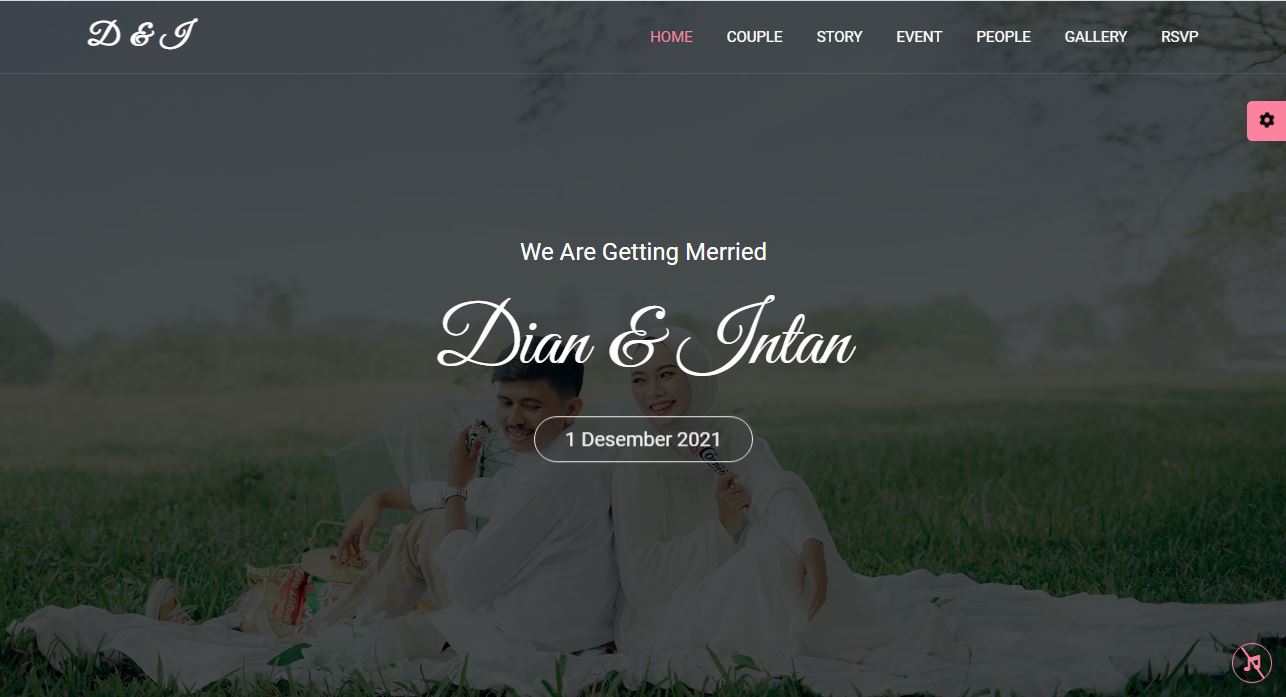 D & I
HOME COUPLE STORY EVENT PEOPLE GALLERY RSVP
We Are Getting Merried
Dian & Intan
1 Desember 2021